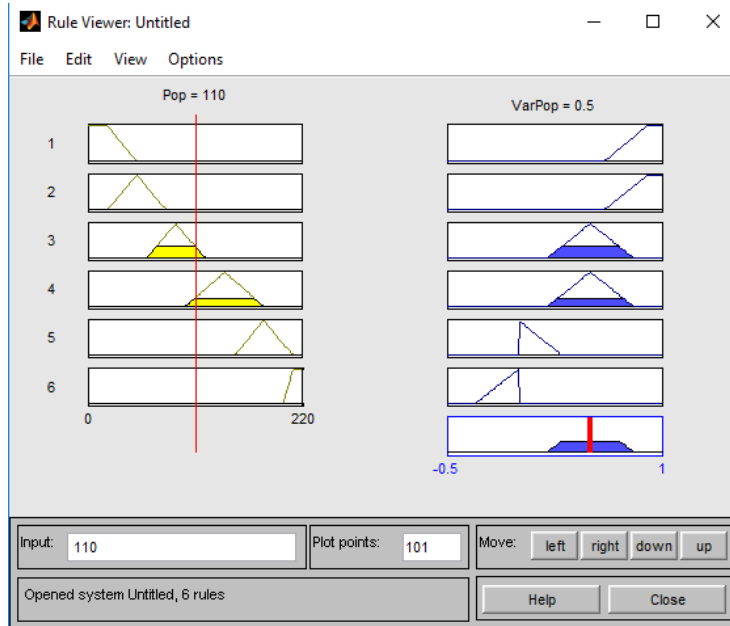 Rule Viewer: Untitled
File Edit View Options
Pop = 110
VarPop = 0.5
1
2
3
4
5
6
0 220
-0.5 1
Input: 110 Plot points: 101 Move: left right down up
Opened system Untitled, 6 rules Help Close